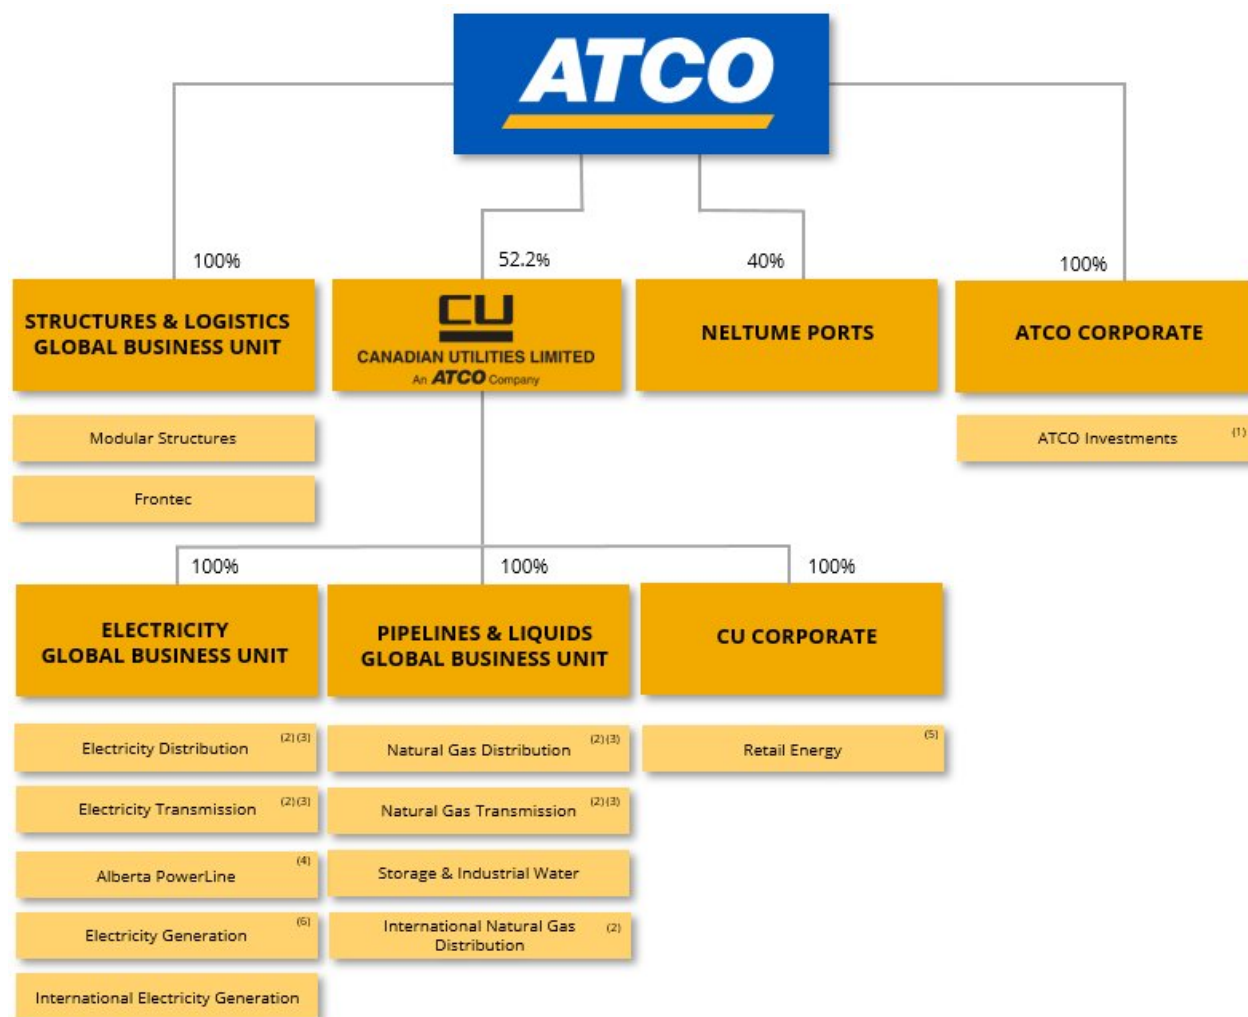 ATCO
100%
52.2%
40%
100%
STRUCTURES & LOGISTICS
GLOBAL BUSINESS UNIT
CU
CANADIAN UTILITIES LIMITED
An ATCO Company
NELTUME PORTS
ATCO CORPORATE
Modular Structures
Frontec
ATCO Investments (1)
100%
100%
100%
ELECTRICITY
GLOBAL BUSINESS UNIT
PIPELINES & LIQUIDS
GLOBAL BUSINESS UNIT
CU CORPORATE
Electricity Distribution (2)(3)
Electricity Transmission (2)(3)
Alberta PowerLine (4)
Electricity Generation (6)
International Electricity Generation
Natural Gas Distribution (2)(3)
Natural Gas Transmission (2)(3)
Storage & Industrial Water
International Natural Gas (2)
Distribution
Retail Energy (5)